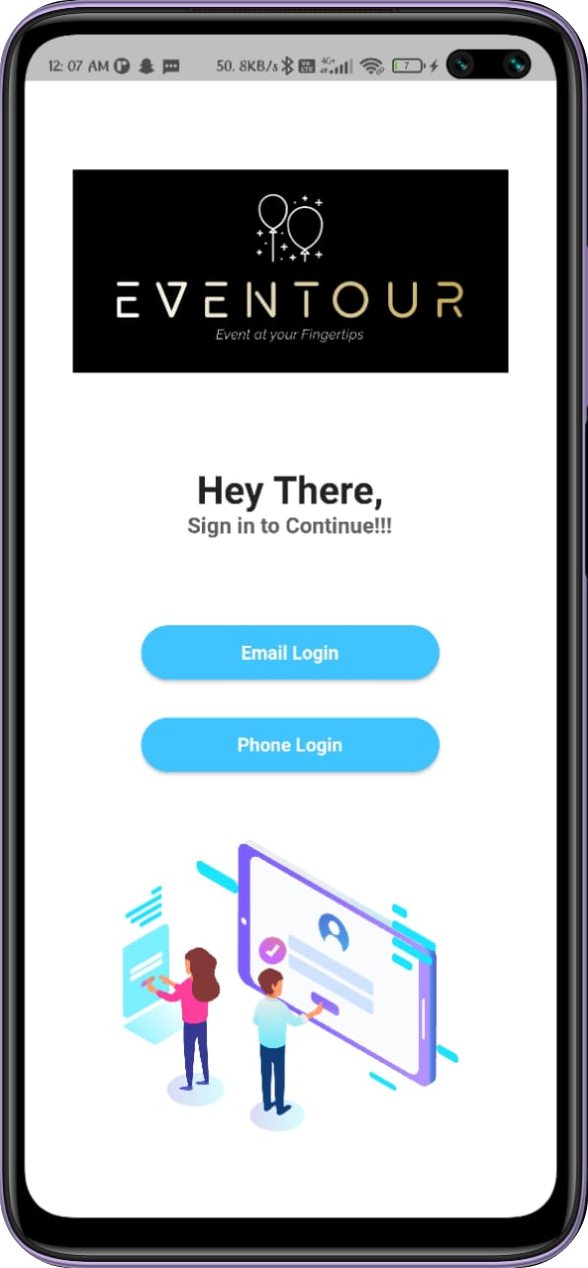 12: 07 AM 50. 8KB/s 4G+ 7
EVENTOUR
Event at your Fingertips
Hey There,
Sign in to Continue!!!
Email Login
Phone Login